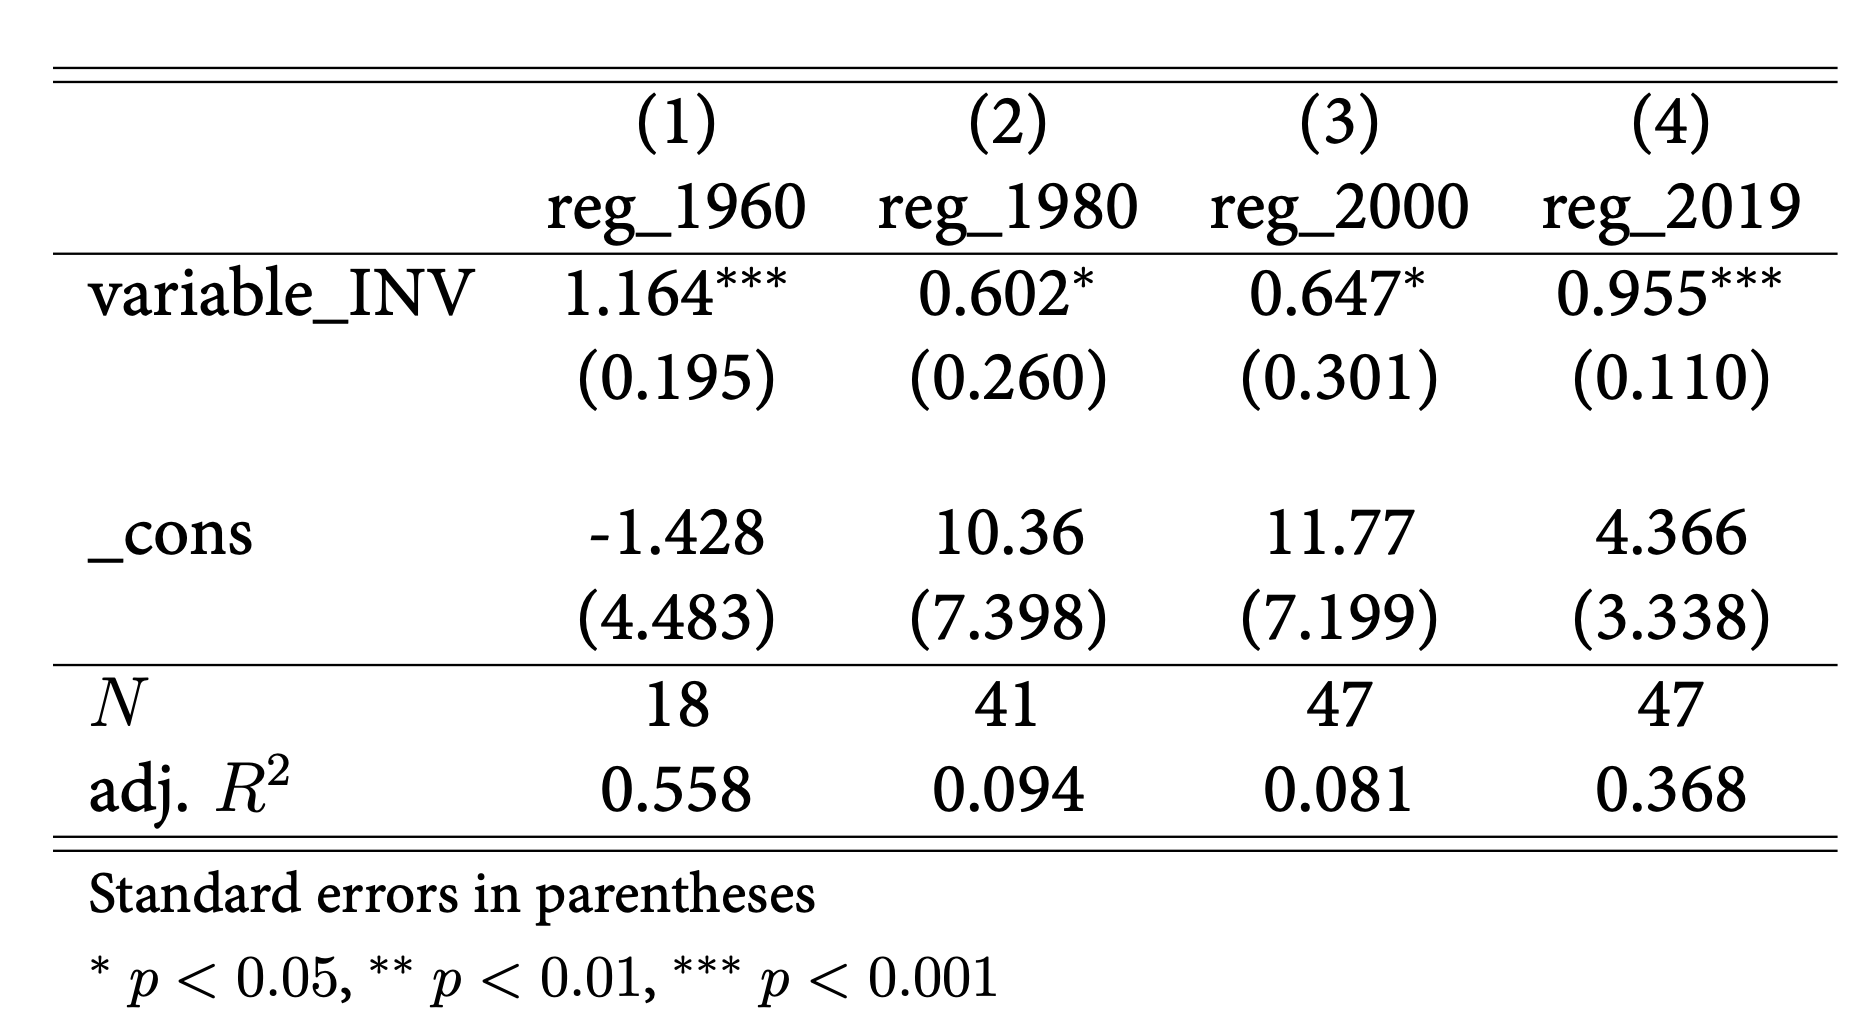 (1) (2) (3) (4)
reg_1960 reg_1980 reg_2000 reg_2019
variable_INV 1.164*** 0.602* 0.647* 0.955***
(0.195) (0.260) (0.301) (0.110)
_cons -1.428 10.36 11.77 4.366
(4.483) (7.398) (7.199) (3.338)
N 18 41 47 47
adj. R² 0.558 0.094 0.081 0.368
Standard errors in parentheses
* p < 0.05, ** p < 0.01, *** p < 0.001